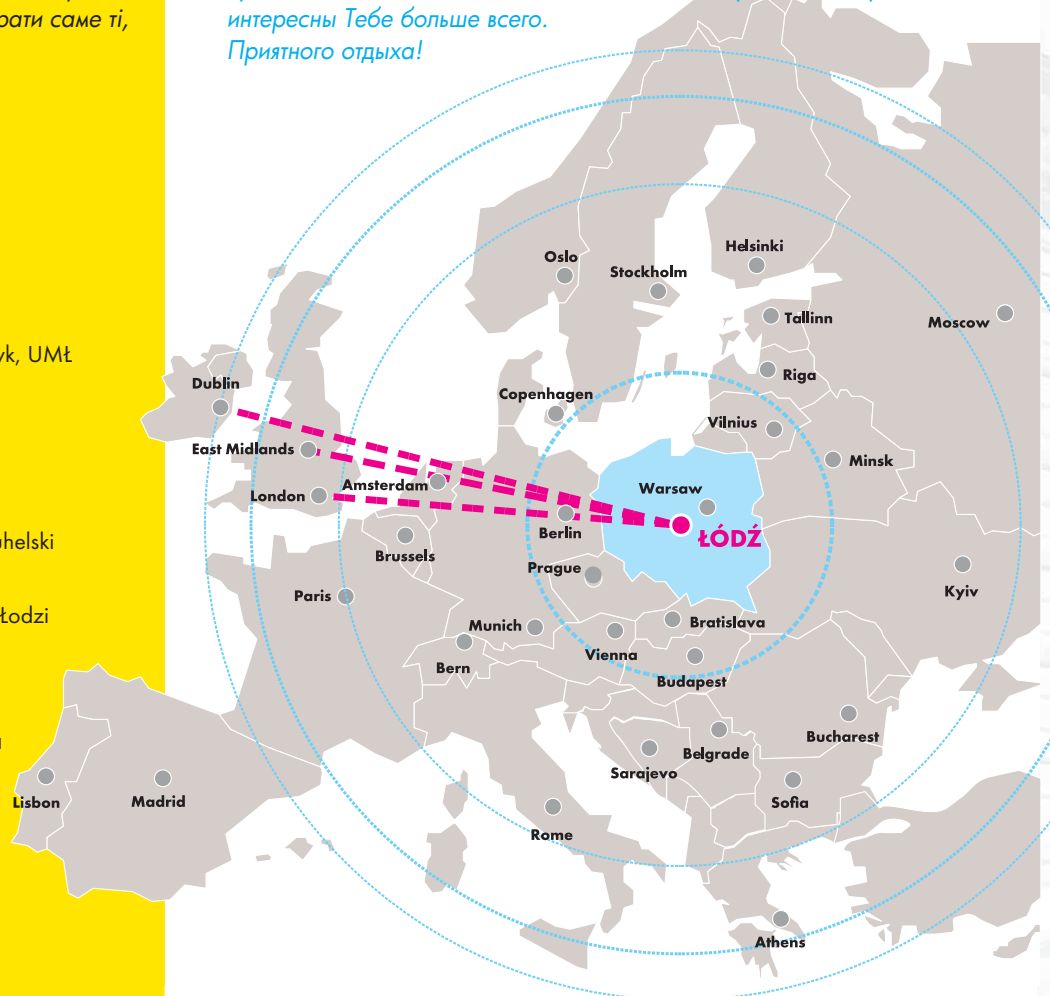 рати саме ті,
интересны Тебе больше всего.
Приятного отдыха!
yk, UMŁ
uhelski
Łodzi
Oslo
Helsinki
Stockholm
Tallinn
Moscow
Riga
Dublin
Copenhagen
Vilnius
East Midlands
Minsk
Amsterdam
Warsaw
London
Berlin
ŁÓDŹ
Brussels
Prague
Kyiv
Paris
Munich
Bratislava
Vienna
Bern
Budapest
Bucharest
Belgrade
Sarajevo
Lisbon
Madrid
Sofia
Rome
Athens